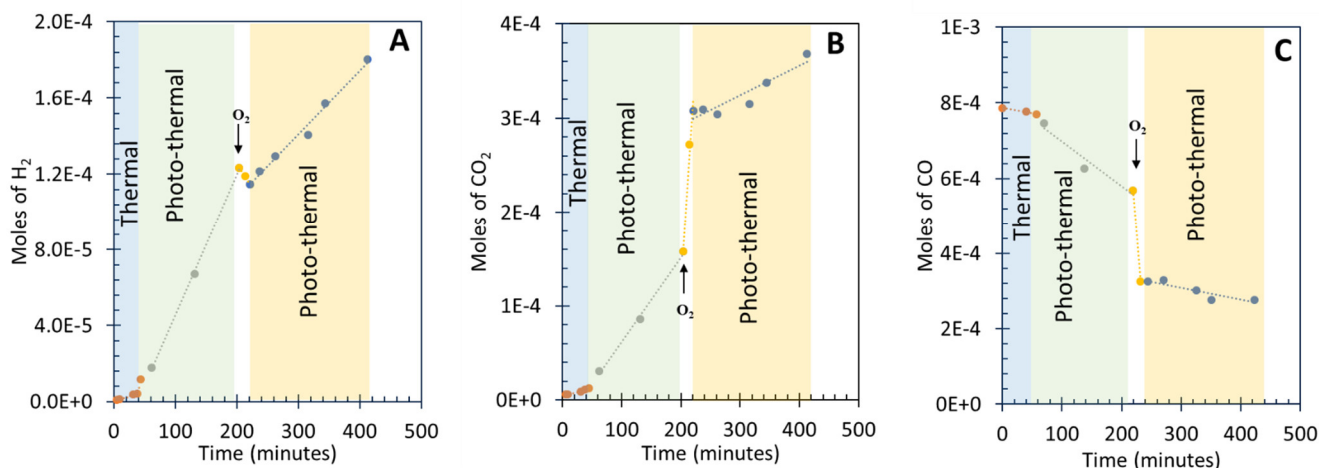 A
Moles of H₂
2.0E-4
1.6E-4
1.2E-4
8.0E-5
4.0E-5
0.0E+0
Thermal
Photo-thermal
O₂
Photo-thermal
0 100 200 300 400 500
Time (minutes)
B
Moles of CO₂
4E-4
3E-4
2E-4
1E-4
0E+0
Thermal
Photo-thermal
O₂
Photo-thermal
0 100 200 300 400 500
Time (minutes)
C
Moles of CO
1E-3
8E-4
6E-4
4E-4
2E-4
0E+0
Thermal
Photo-thermal
O₂
Photo-thermal
0 100 200 300 400 500
Time (minutes)